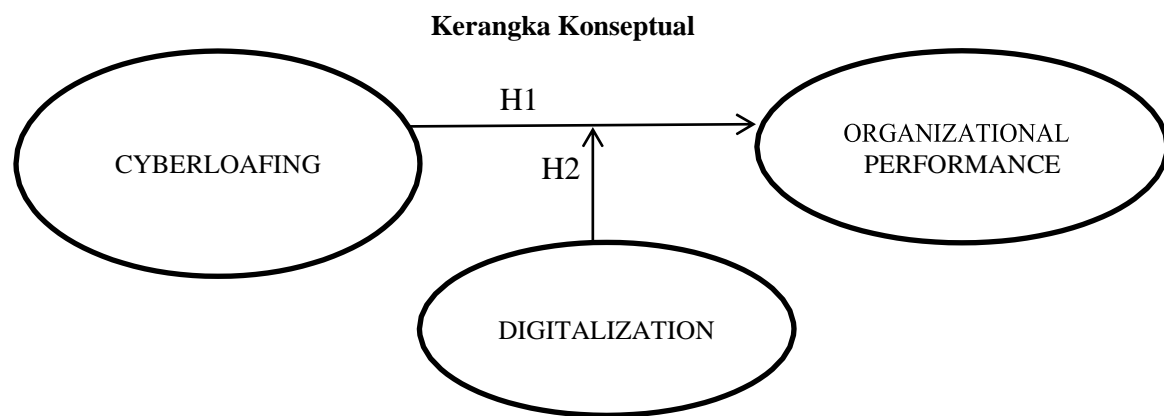 Kerangka Konseptual
H1
CYBERLOAFING
ORGANIZATIONAL
PERFORMANCE
H2
DIGITALIZATION